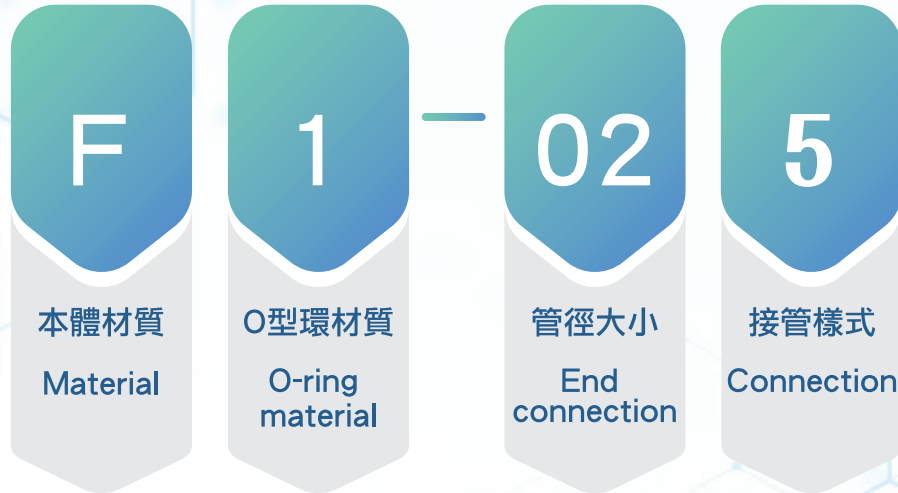 F
1
—
02
5
本體材質
Material
O型環材質
O-ring
material
管徑大小
End
connection
接管樣式
Connection